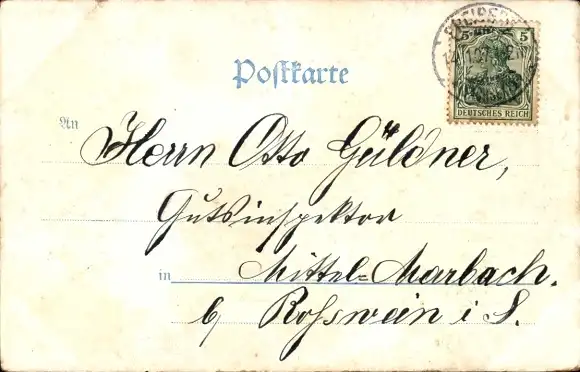 Postkarte
5 5
DEUTSCHES REICH
An
Herrn Otto Güldner,
Gutsinspektor
in Mittel-Marbach.
b/ Rosswein i S.